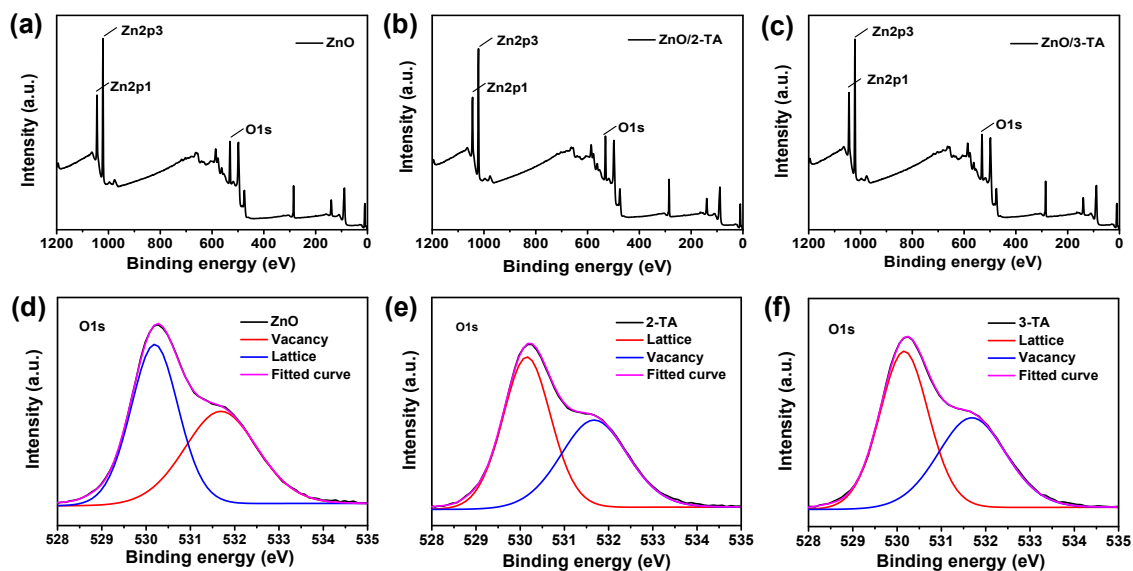 (a)
Zn2p3
ZnO
Zn2p1
O1s
Intensity (a.u.)
1200 1000 800 600 400 200 0
Binding energy (eV)
(b)
Zn2p3
ZnO/2-TA
Zn2p1
O1s
Intensity (a.u.)
1200 1000 800 600 400 200 0
Binding energy (eV)
(c)
Zn2p3
ZnO/3-TA
Zn2p1
O1s
Intensity (a.u.)
1200 1000 800 600 400 200 0
Binding energy (eV)
(d)
O1s
ZnO
Vacancy
Lattice
Fitted curve
Intensity (a.u.)
528 529 530 531 532 533 534 535
Binding energy (eV)
(e)
O1s
2-TA
Lattice
Vacancy
Fitted curve
Intensity (a.u.)
528 529 530 531 532 533 534 535
Binding energy (eV)
(f)
O1s
3-TA
Lattice
Vacancy
Fitted curve
Intensity (a.u.)
528 529 530 531 532 533 534 535
Binding energy (eV)